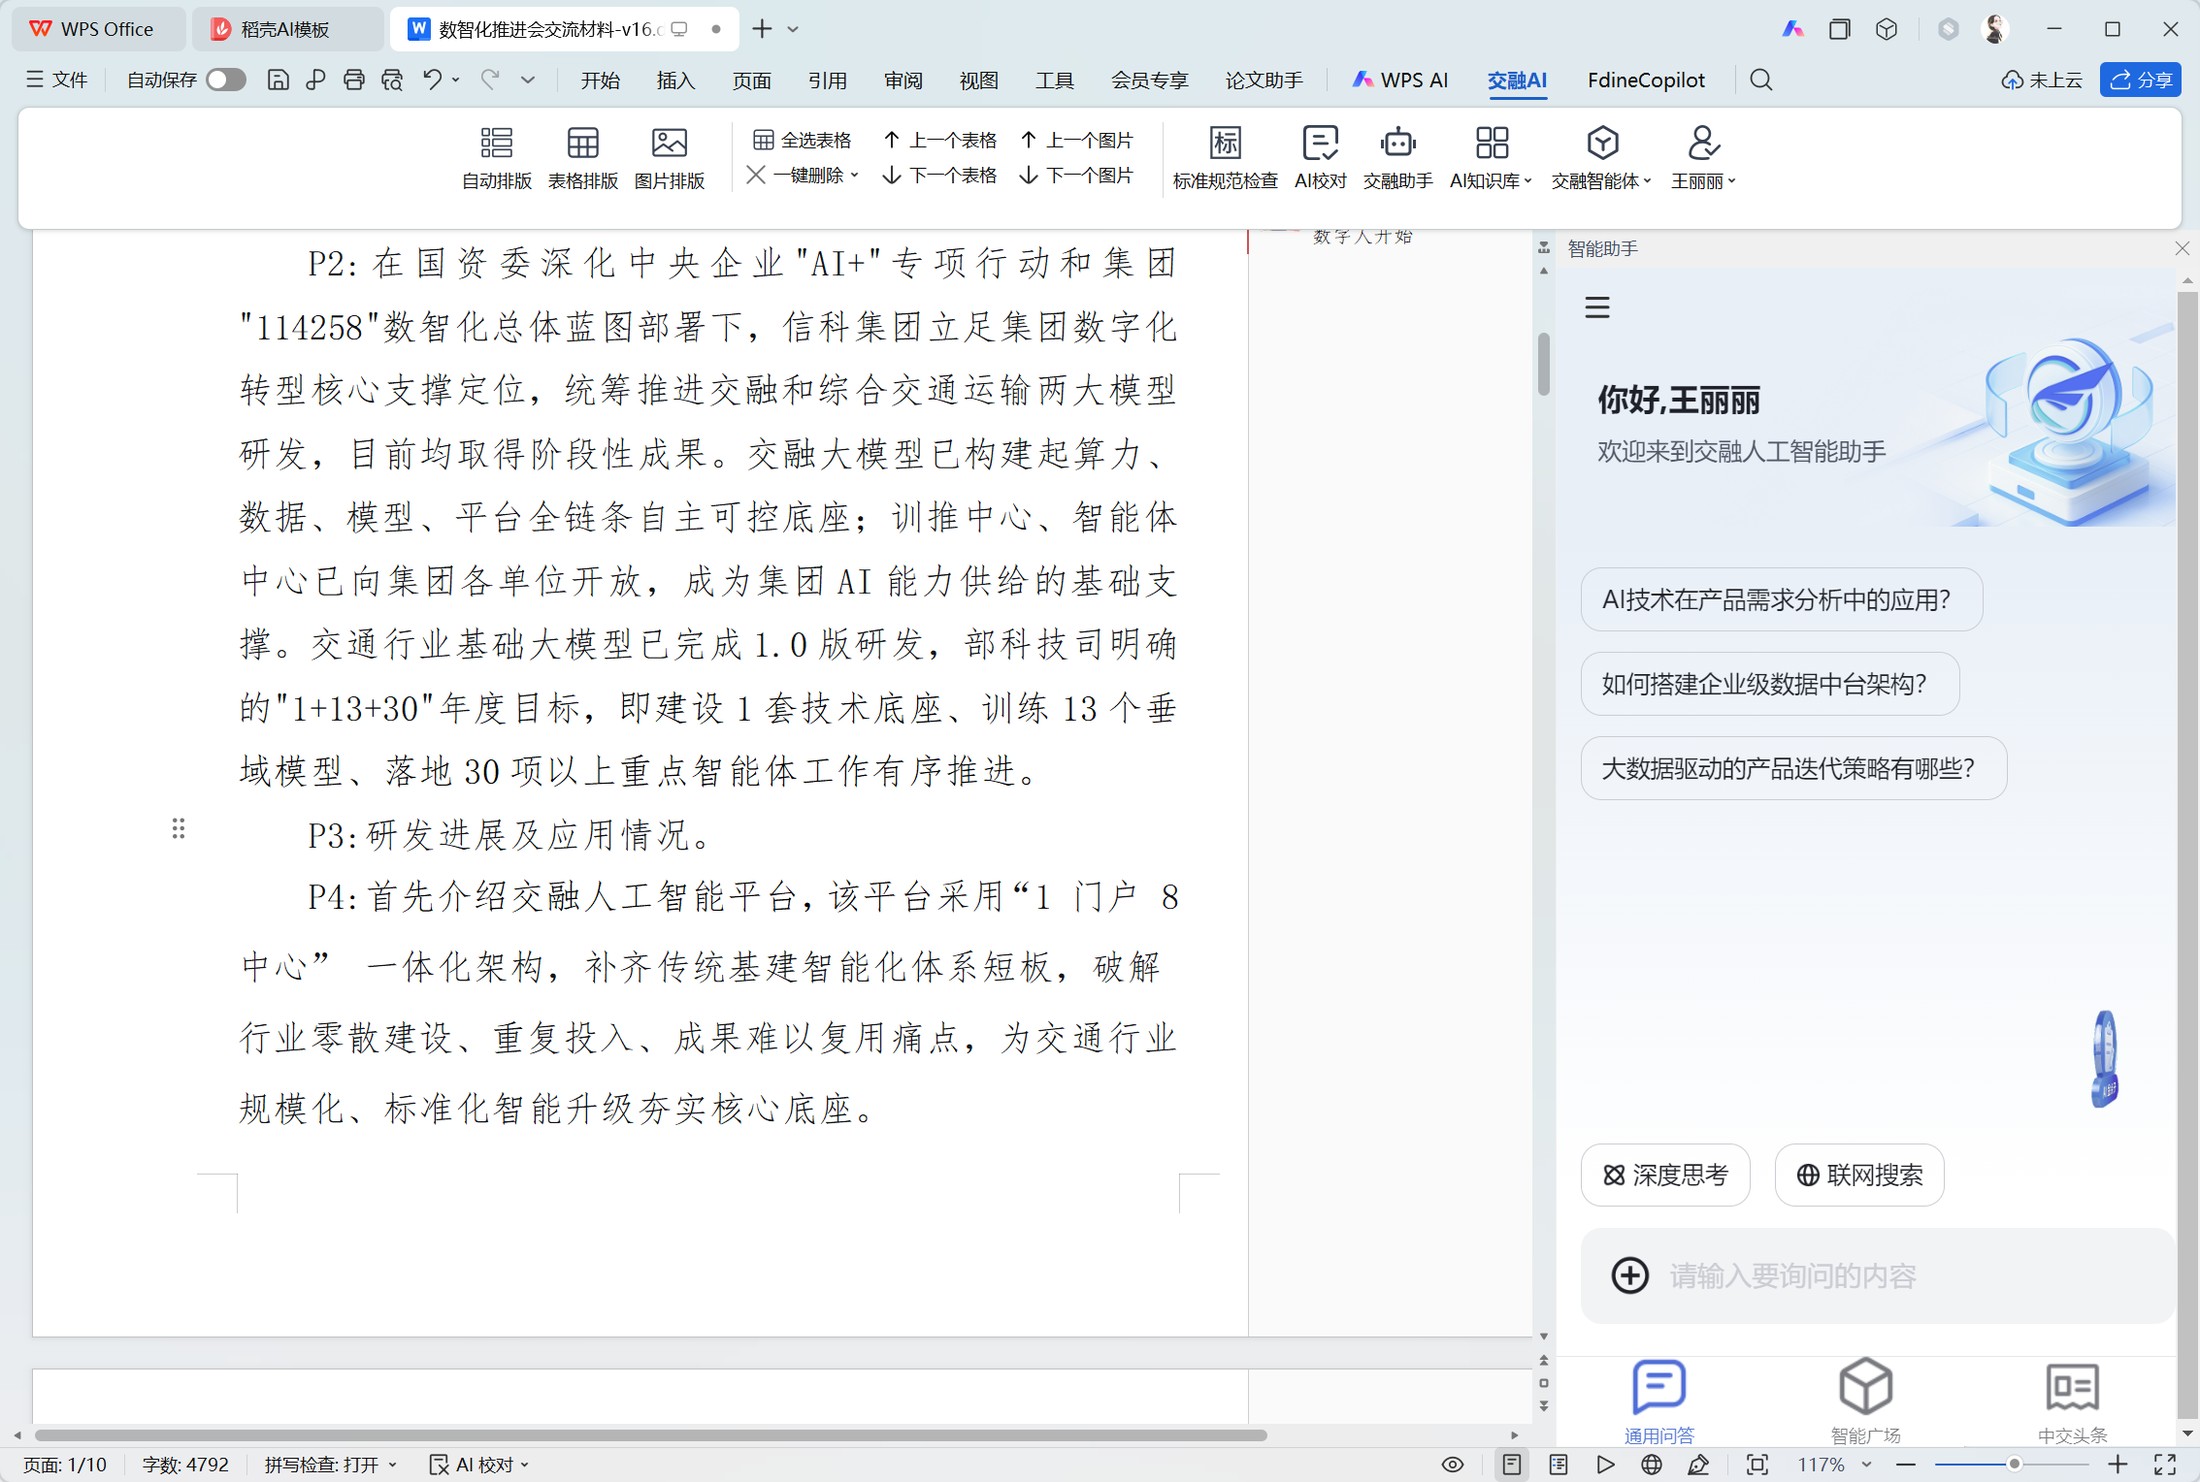 WPS Office
稻壳AI模板
数智化推进会交流材料-v16.d
文件
自动保存
开始
插入
页面
引用
审阅
视图
工具
会员专享
论文助手
WPS AI
交融AI
FdineCopilot
未上云
分享
自动排版
表格排版
图片排版
全选表格
一键删除
上一个表格
下一个表格
上一个图片
下一个图片
标
标准规范检查
AI校对
交融助手
AI知识库
交融智能体
王丽丽
P2:在国资委深化中央企业"AI+"专项行动和集团
"114258"数智化总体蓝图部署下，信科集团立足集团数字化
转型核心支撑定位，统筹推进交融和综合交通运输两大模型
研发，目前均取得阶段性成果。交融大模型已构建起算力、
数据、模型、平台全链条自主可控底座；训推中心、智能体
中心已向集团各单位开放，成为集团 AI 能力供给的基础支
撑。交通行业基础大模型已完成 1.0 版研发，部科技司明确
的"1+13+30"年度目标，即建设 1 套技术底座、训练 13 个垂
域模型、落地 30 项以上重点智能体工作有序推进。
P3:研发进展及应用情况。
P4:首先介绍交融人工智能平台,该平台采用“1 门户 8
中心” 一体化架构，补齐传统基建智能化体系短板，破解
行业零散建设、重复投入、成果难以复用痛点，为交通行业
规模化、标准化智能升级夯实核心底座。
数字人开始
智能助手
你好,王丽丽
欢迎来到交融人工智能助手
AI技术在产品需求分析中的应用?
如何搭建企业级数据中台架构?
大数据驱动的产品迭代策略有哪些?
深度思考
联网搜索
请输入要询问的内容
通用问答
智能广场
中交头条
页面: 1/10
字数: 4792
拼写检查: 打开
AI 校对
117%